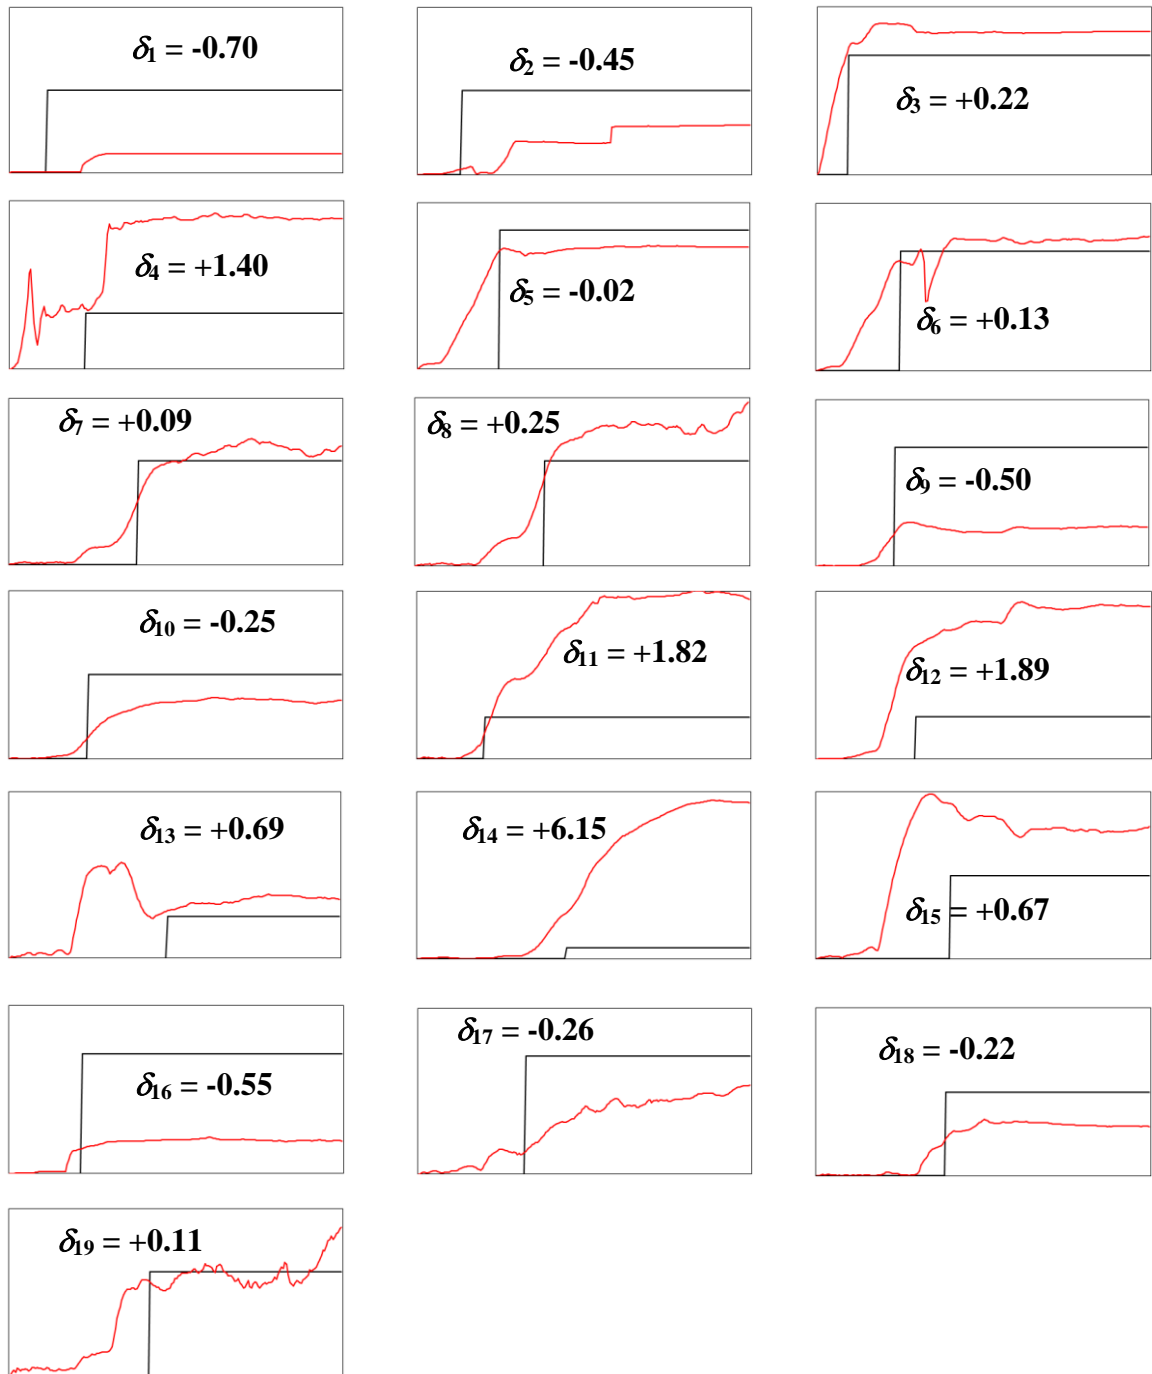 δ1 = -0.70
δ2 = -0.45
δ3 = +0.22
δ4 = +1.40
δ5 = -0.02
δ6 = +0.13
δ7 = +0.09
δ8 = +0.25
δ9 = -0.50
δ10 = -0.25
δ11 = +1.82
δ12 = +1.89
δ13 = +0.69
δ14 = +6.15
δ15 = +0.67
δ16 = -0.55
δ17 = -0.26
δ18 = -0.22
δ19 = +0.11